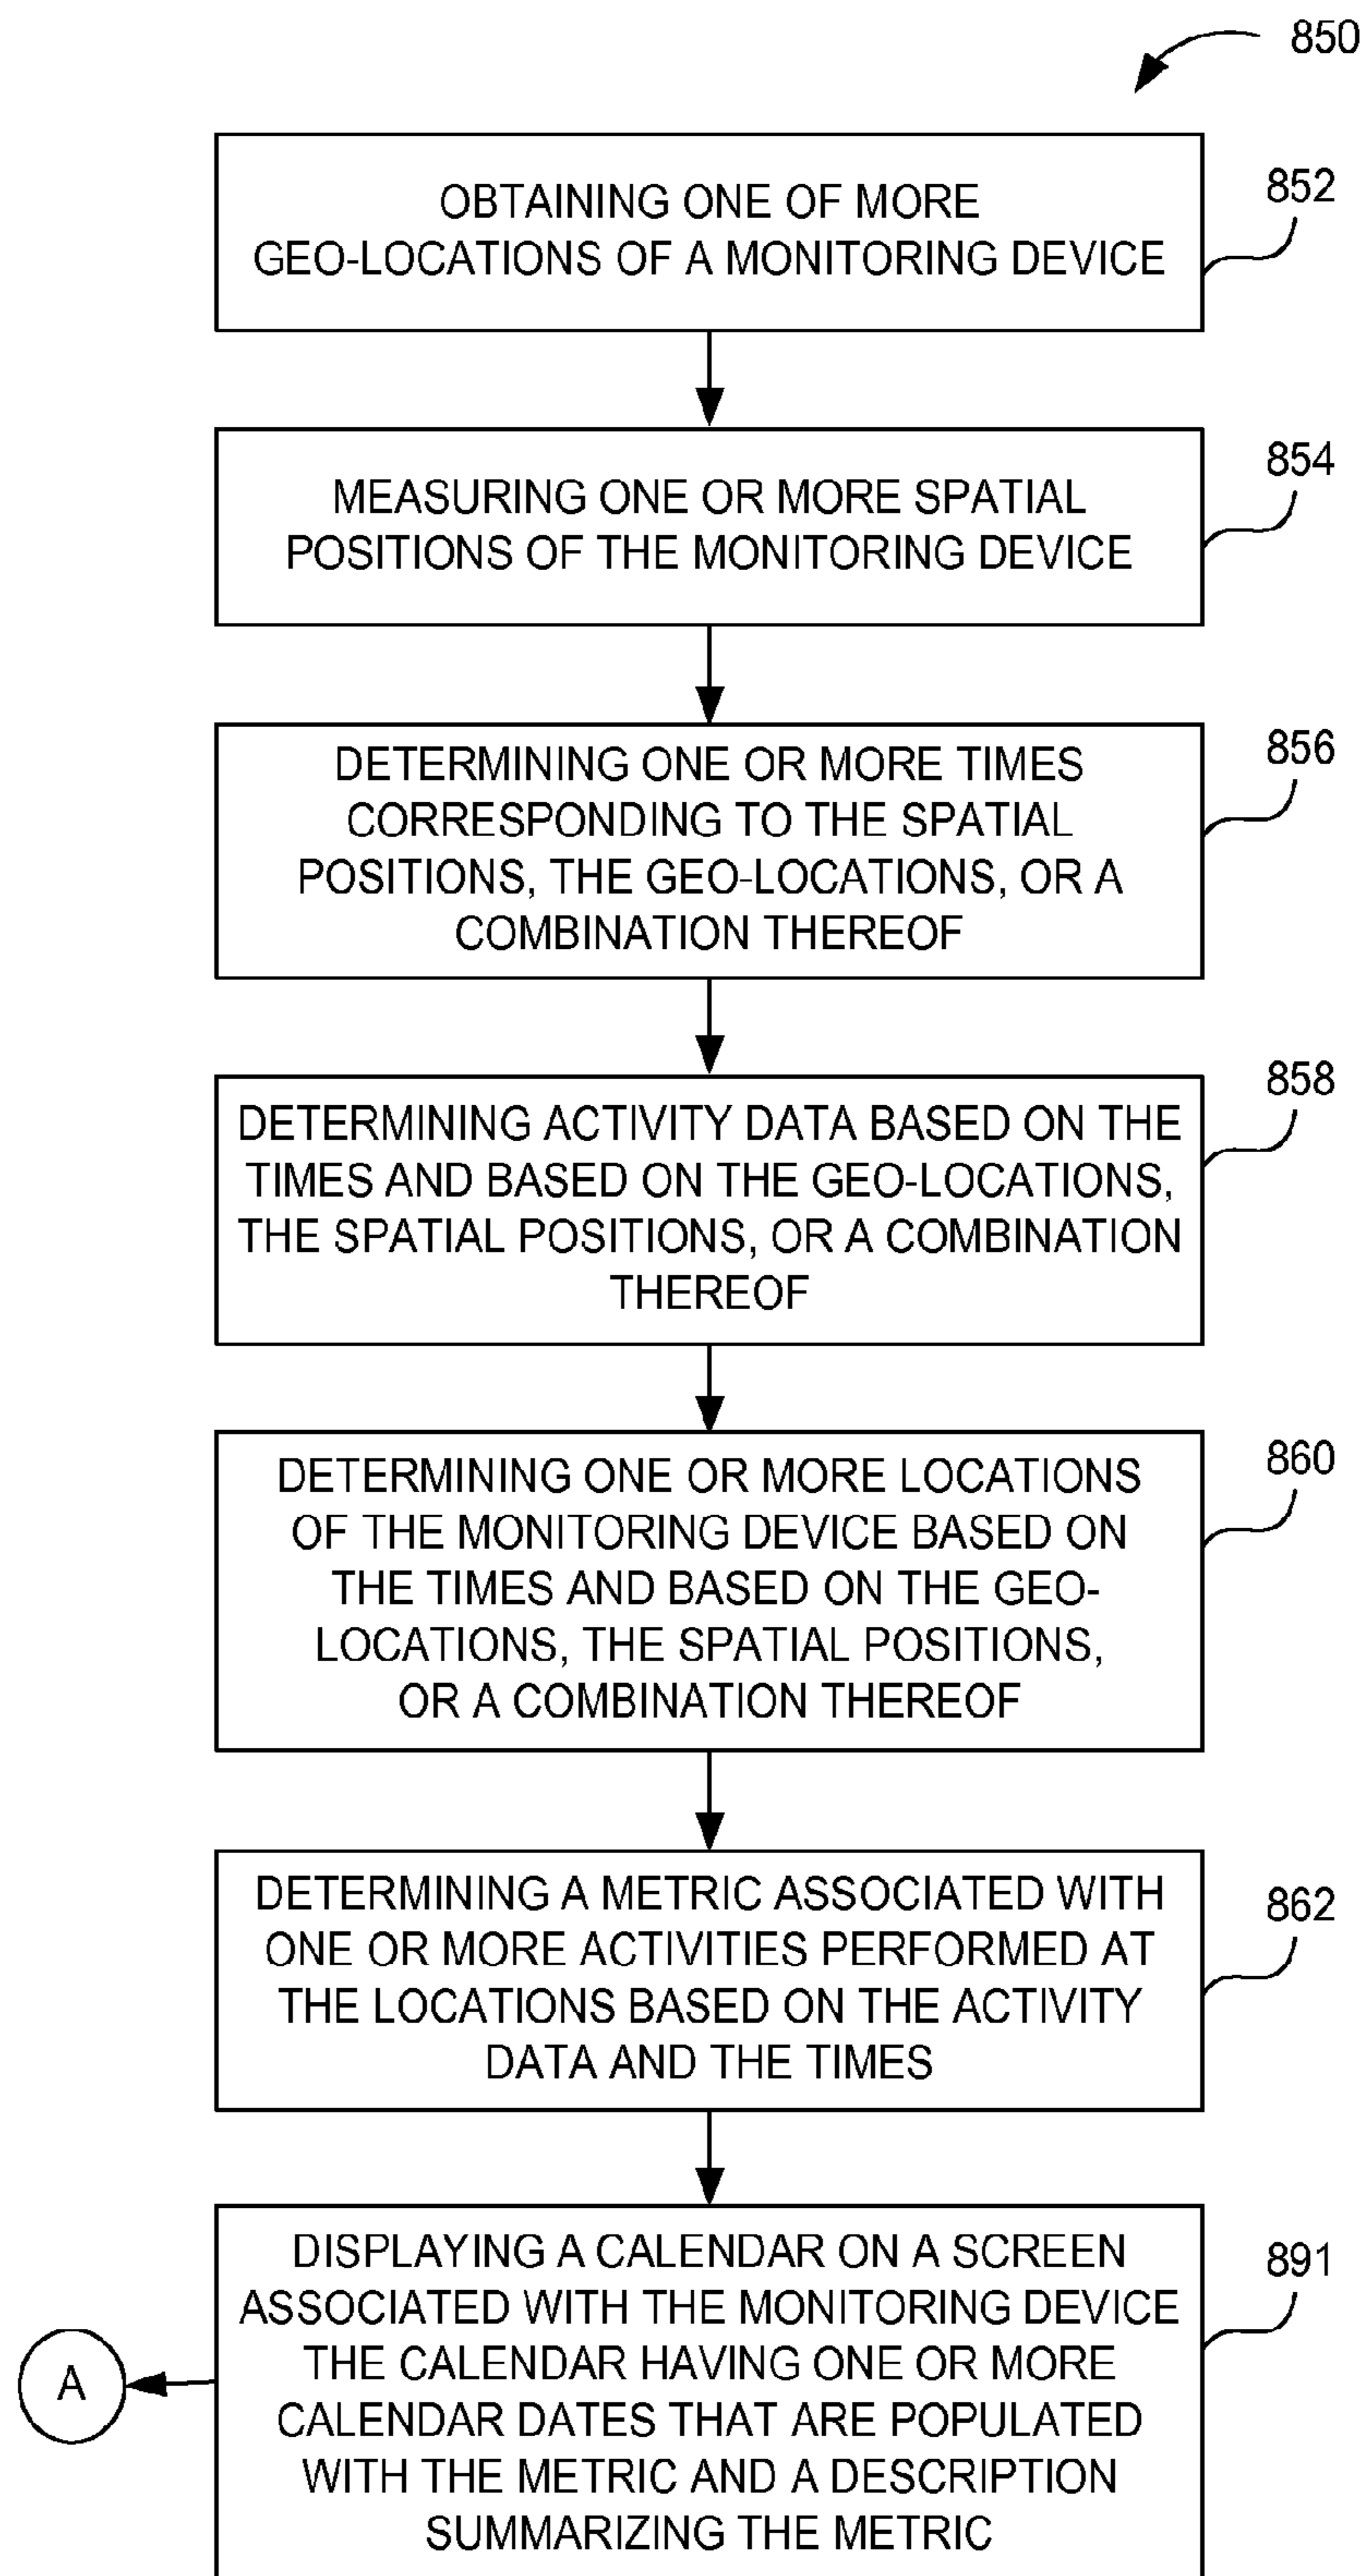 850
OBTAINING ONE OF MORE
GEO-LOCATIONS OF A MONITORING DEVICE
852
MEASURING ONE OR MORE SPATIAL
POSITIONS OF THE MONITORING DEVICE
854
DETERMINING ONE OR MORE TIMES
CORRESPONDING TO THE SPATIAL
POSITIONS, THE GEO-LOCATIONS, OR A
COMBINATION THEREOF
856
DETERMINING ACTIVITY DATA BASED ON THE
TIMES AND BASED ON THE GEO-LOCATIONS,
THE SPATIAL POSITIONS, OR A COMBINATION
THEREOF
858
DETERMINING ONE OR MORE LOCATIONS
OF THE MONITORING DEVICE BASED ON
THE TIMES AND BASED ON THE GEO-
LOCATIONS, THE SPATIAL POSITIONS,
OR A COMBINATION THEREOF
860
DETERMINING A METRIC ASSOCIATED WITH
ONE OR MORE ACTIVITIES PERFORMED AT
THE LOCATIONS BASED ON THE ACTIVITY
DATA AND THE TIMES
862
DISPLAYING A CALENDAR ON A SCREEN
ASSOCIATED WITH THE MONITORING DEVICE
THE CALENDAR HAVING ONE OR MORE
CALENDAR DATES THAT ARE POPULATED
WITH THE METRIC AND A DESCRIPTION
SUMMARIZING THE METRIC
891
A